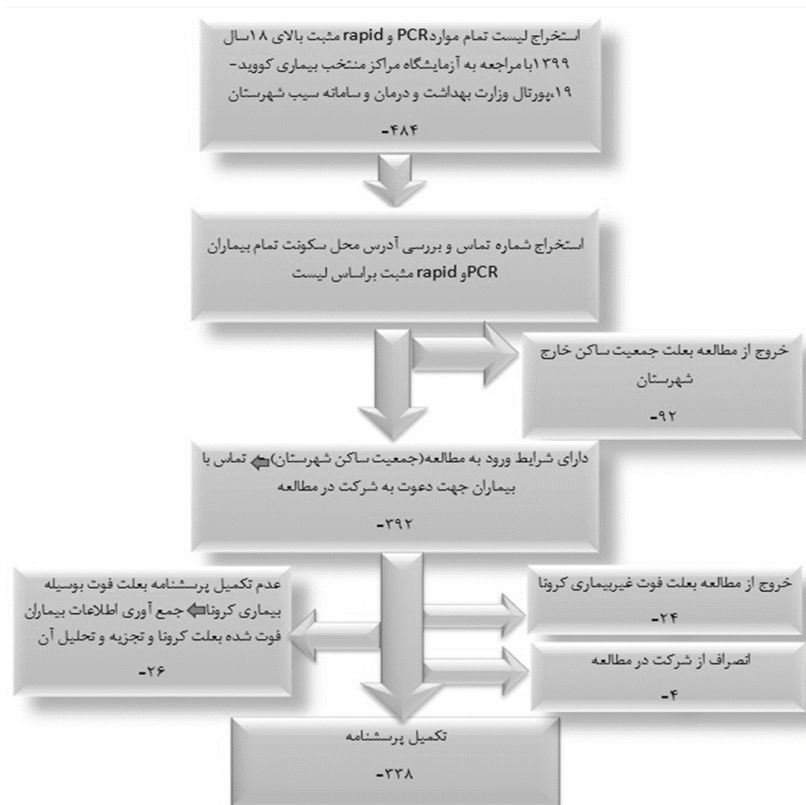 استخراج لیست تمام موارد PCR و rapid مثبت بالای ۱۸سال
۱۳۹۹با مراجعه به آزمایشگاه مراکز منتخب بیماری کووید-
۱۹،پورتال وزارت بهداشت و درمان و سامانه سیب شهرستان
-۴۸۴
استخراج شماره تماس و بررسی آدرس محل سکونت تمام بیماران
PCRو rapid مثبت براساس لیست
خروج از مطالعه بعلت جمعیت ساکن خارج
شهرستان
-۹۲
دارای شرایط ورود به مطالعه(جمعیت ساکن شهرستان)⇐ تماس با
بیماران جهت دعوت به شرکت در مطالعه
-۳۹۲
خروج از مطالعه بعلت فوت غیربیماری کرونا
-۲۴
عدم تکمیل پرسشنامه بعلت فوت بوسیله
بیماری کرونا⇐ جمع آوری اطلاعات بیماران
فوت شده بعلت کرونا و تجزیه و تحلیل آن
-۲۶
انصراف از شرکت در مطالعه
-۴
تکمیل پرسشنامه
-۳۳۸